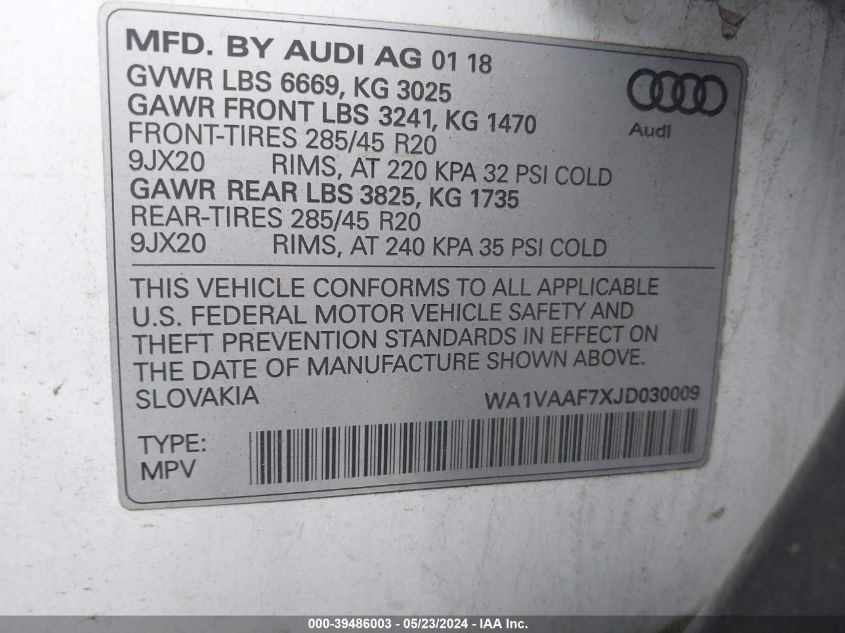 MFD. BY AUDI AG 01 18
GVWR LBS 6669, KG 3025
GAWR FRONT LBS 3241, KG 1470
FRONT-TIRES 285/45 R20
9JX20 RIMS, AT 220 KPA 32 PSI COLD
GAWR REAR LBS 3825, KG 1735
REAR-TIRES 285/45 R20
9JX20 RIMS, AT 240 KPA 35 PSI COLD
Audi
THIS VEHICLE CONFORMS TO ALL APPLICABLE
U.S. FEDERAL MOTOR VEHICLE SAFETY AND
THEFT PREVENTION STANDARDS IN EFFECT ON
THE DATE OF MANUFACTURE SHOWN ABOVE.
SLOVAKIA WA1VAAF7XJD030009
TYPE:
MPV
000-39486003 - 05/23/2024 - IAA Inc.